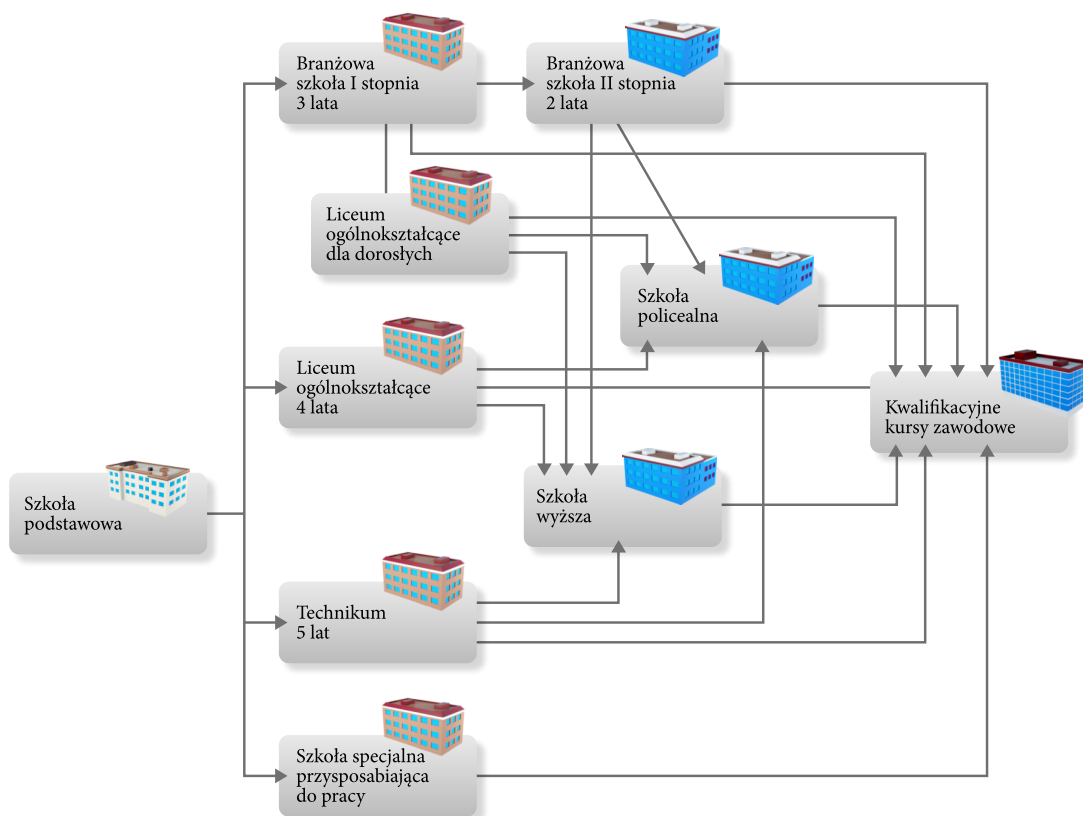 Branżowa
szkoła I stopnia
3 lata
Branżowa
szkoła II stopnia
2 lata
Liceum
ogólnokształcące
dla dorosłych
Szkoła
policealna
Liceum
ogólnokształcące
4 lata
Kwalifikacyjne
kursy zawodowe
Szkoła
podstawowa
Szkoła
wyższa
Technikum
5 lat
Szkoła specjalna
przysposabiająca
do pracy